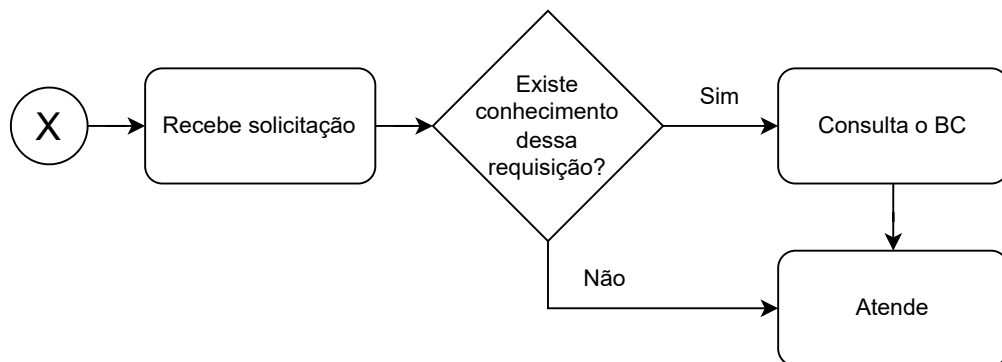 X
Recebe solicitação
Existe
conhecimento
dessa
requisição?
Sim
Consulta o BC
Não
Atende